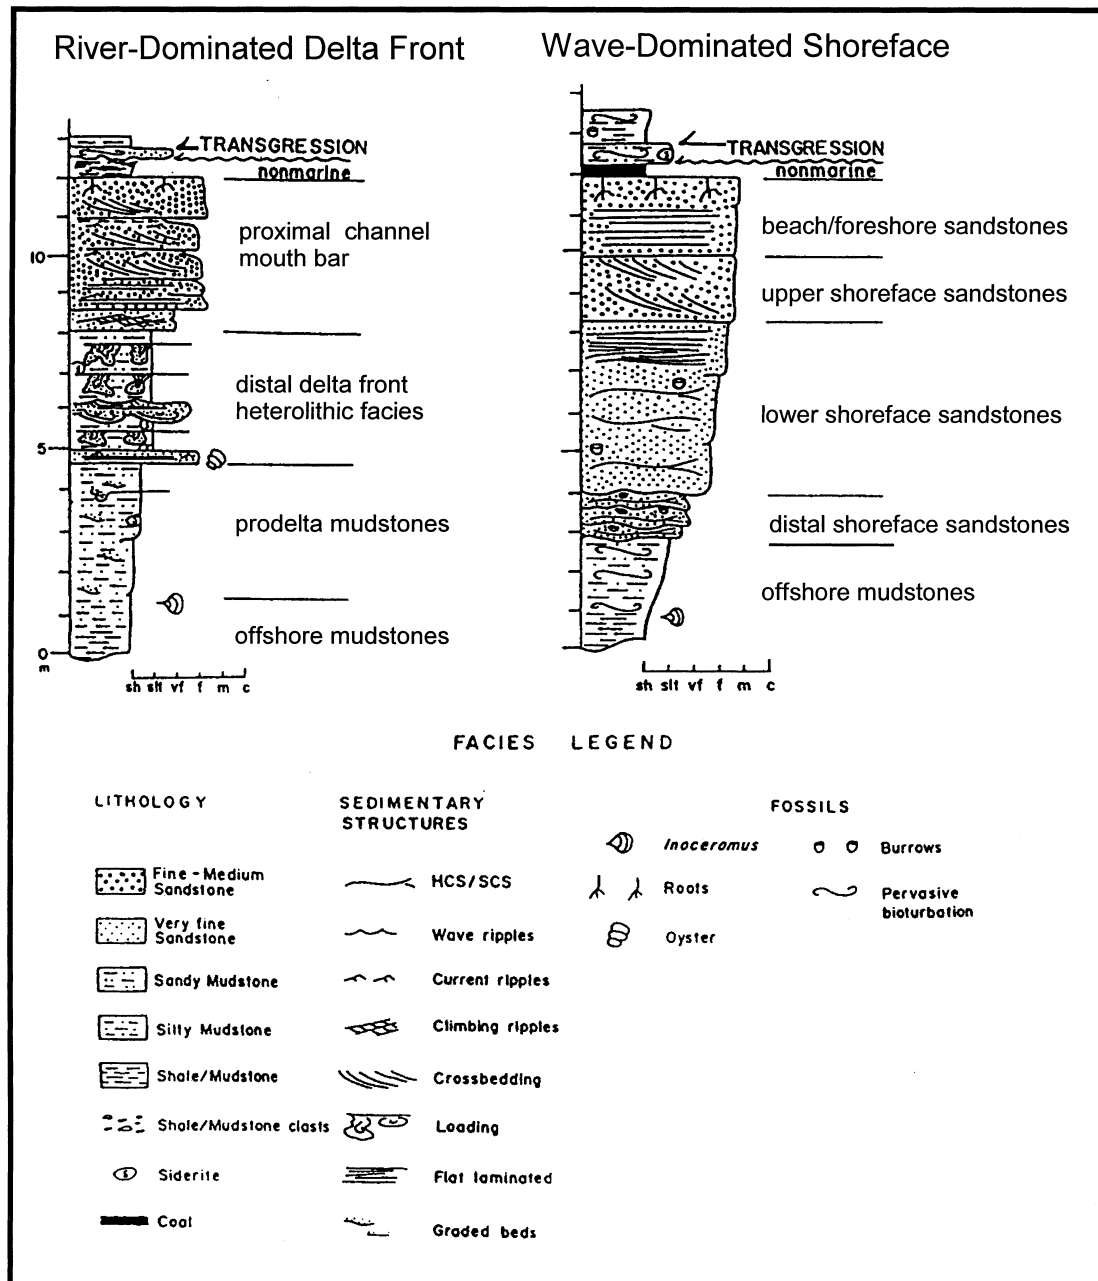 River-Dominated Delta Front
Wave-Dominated Shoreface
TRANSGRESSION
nonmarine
proximal channel
mouth bar
distal delta front
heterolithic facies
prodelta mudstones
offshore mudstones
10
5
0
m
sh slt vf f m c
TRANSGRESSION
nonmarine
beach/foreshore sandstones
upper shoreface sandstones
lower shoreface sandstones
distal shoreface sandstones
offshore mudstones
sh slt vf f m c
FACIES LEGEND
LITHOLOGY
Fine-Medium
Sandstone
Very fine
Sandstone
Sandy Mudstone
Silty Mudstone
Shale/Mudstone
Shale/Mudstone clasts
Siderite
Coal
SEDIMENTARY
STRUCTURES
HCS/SCS
Wave ripples
Current ripples
Climbing ripples
Crossbedding
Loading
Flat laminated
Graded beds
FOSSILS
Inoceramus
Roots
Oyster
Burrows
Pervasive
bioturbation